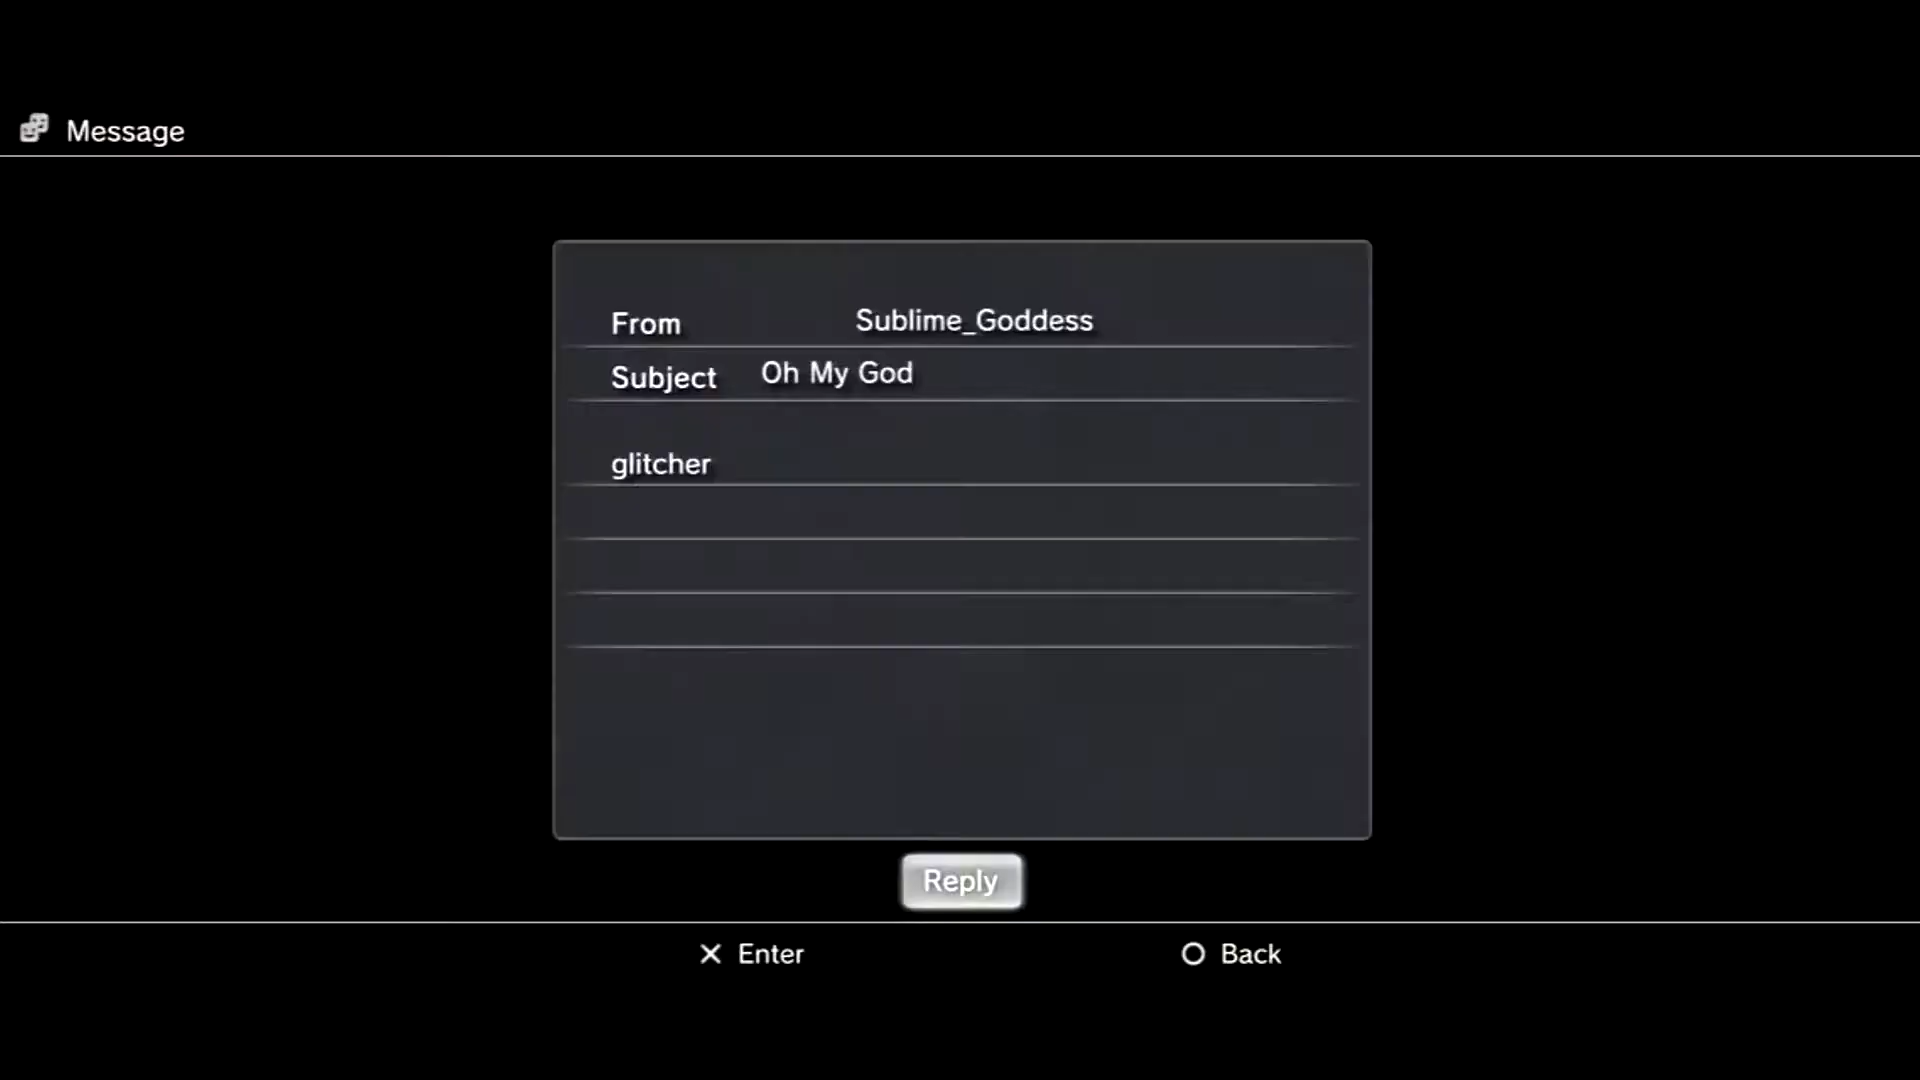 Message
From Sublime_Goddess
Subject Oh My God
glitcher
Reply
Enter Back